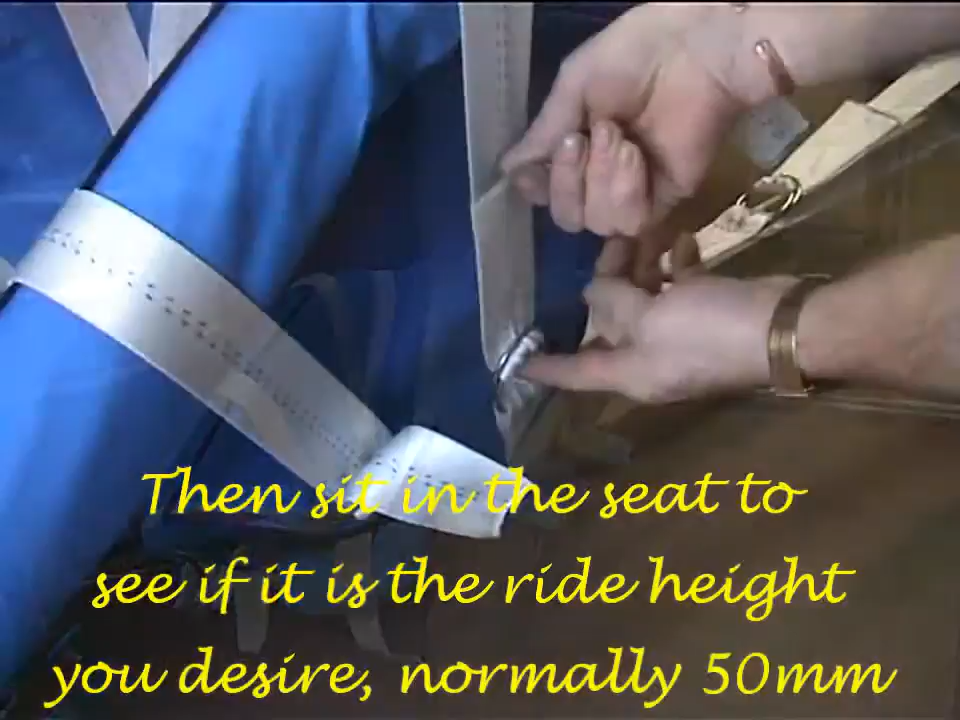 Then sit in the seat to
see if it is the ride height
you desire, normally 50mm